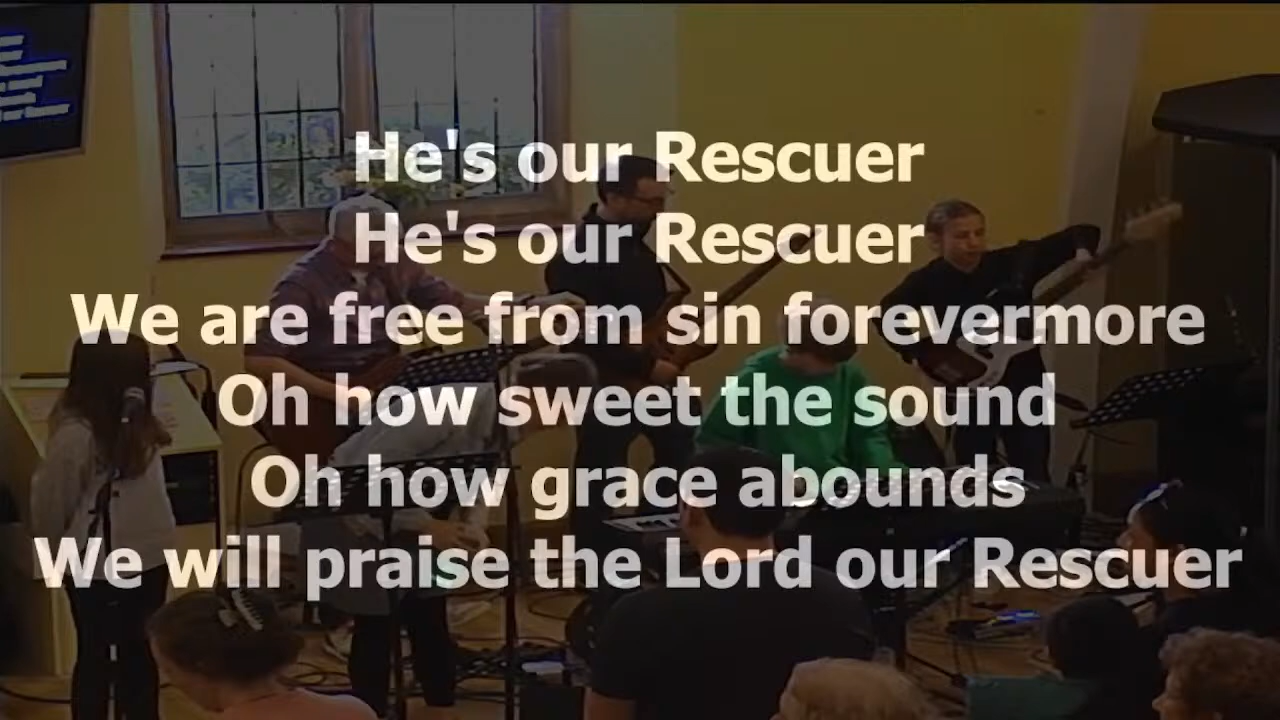 He's our Rescuer
He's our Rescuer
We are free from sin forevermore
Oh how sweet the sound
Oh how grace abounds
We will praise the Lord our Rescuer